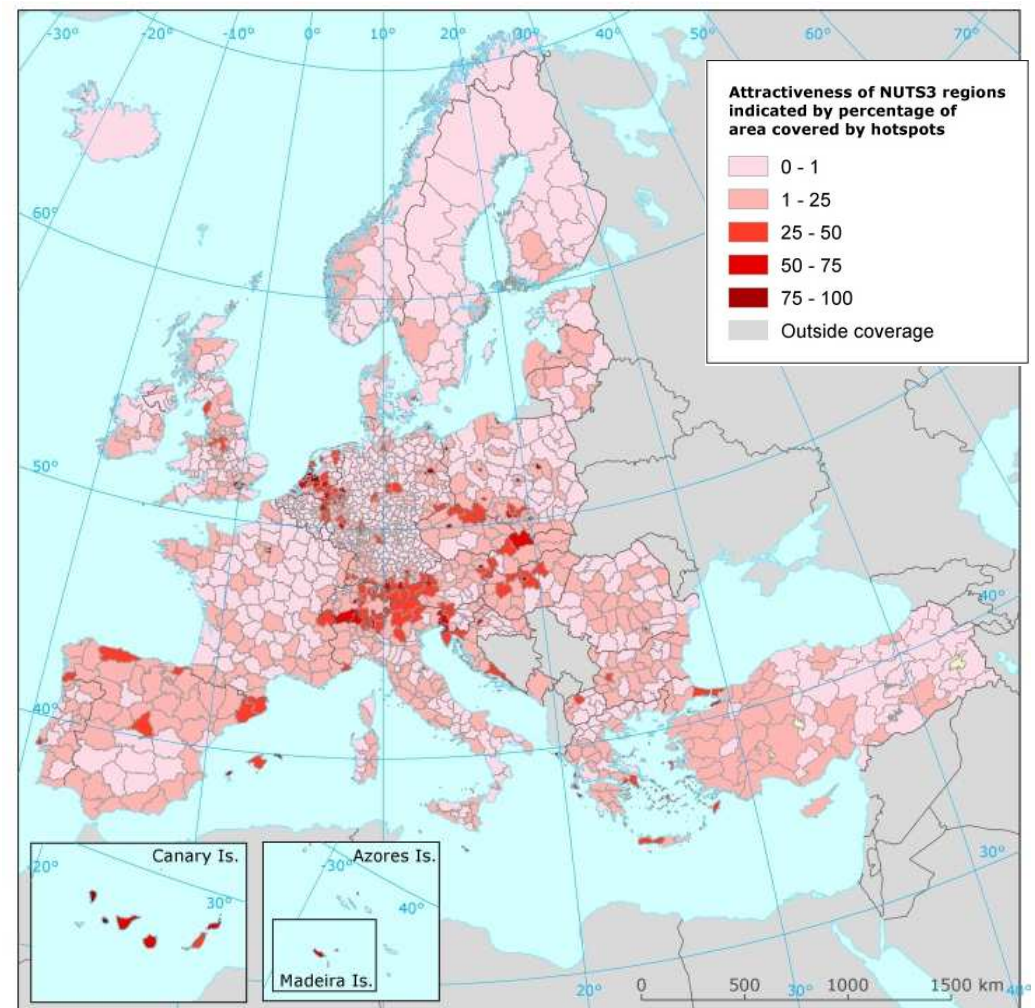 -30°
-20°
-10°
0°
10°
20°
30°
40°
50°
60°
70°
Attractiveness of NUTS3 regions
indicated by percentage of
area covered by hotspots
0 - 1
1 - 25
25 - 50
50 - 75
75 - 100
Outside coverage
60°
50°
40°
40°
30°
Canary Is.
-20°
30°
Azores Is.
-30°
40°
Madeira Is.
0 500 1000 1500 km
20°
30°
40°